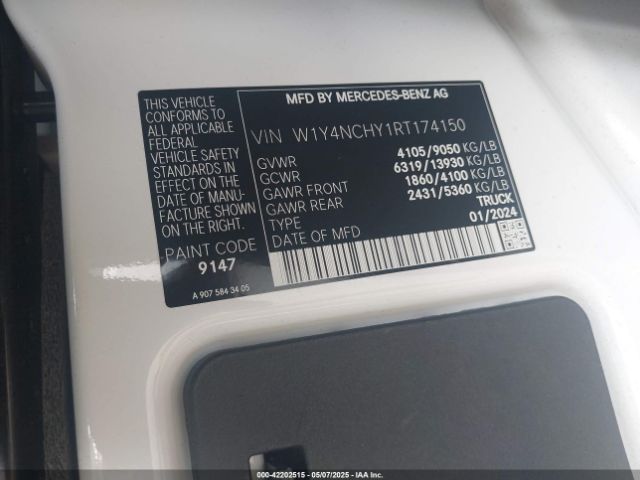 MFD BY MERCEDES-BENZ AG
THIS VEHICLE
CONFORMS TO
ALL APPLICABLE
FEDERAL
VEHICLE SAFETY
STANDARDS IN
EFFECT ON THE
DATE OF MANU-
FACTURE SHOWN
ON THE RIGHT.
PAINT CODE
9147
A 907 584 34 05
VIN W1Y4NCHY1RT174150
GVWR 4105/9050 KG/LB
GCWR 6319/13930 KG/LB
GAWR FRONT 1860/4100 KG/LB
GAWR REAR 2431/5360 KG/LB
TYPE TRUCK
DATE OF MFD 01/2024
000-42202515 - 05/07/2025 - IAA Inc.